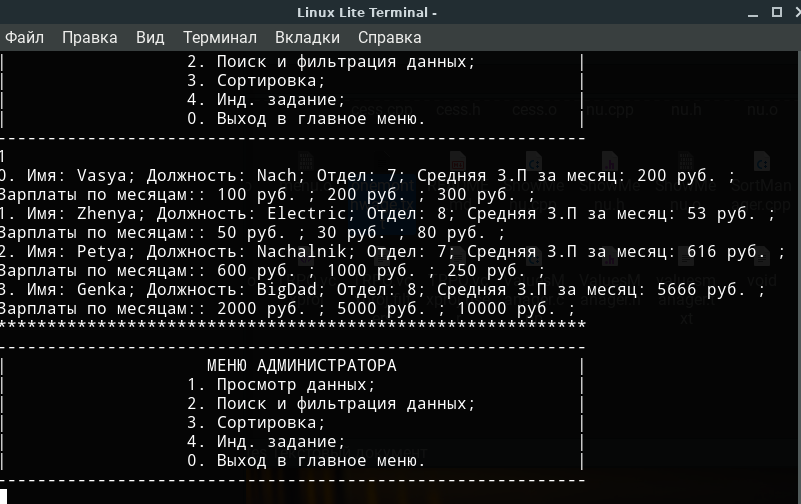 Linux Lite Terminal -
Файл Правка Вид Терминал Вкладки Справка
| 2. Поиск и фильтрация данных; |
| 3. Сортировка; |
| 4. Инд. задание; |
| 0. Выход в главное меню. |
-----------------------------------------------------------
1
0. Имя: Vasya; Должность: Nach; Отдел: 7; Средняя З.П за месяц: 200 руб. ;
Зарплаты по месяцам:: 100 руб. ; 200 руб. ; 300 руб. ;
1. Имя: Zhenya; Должность: Electric; Отдел: 8; Средняя З.П за месяц: 53 руб. ;
Зарплаты по месяцам:: 50 руб. ; 30 руб. ; 80 руб. ;
2. Имя: Petya; Должность: Nachalnik; Отдел: 7; Средняя З.П за месяц: 616 руб. ;
Зарплаты по месяцам:: 600 руб. ; 1000 руб. ; 250 руб. ;
3. Имя: Genka; Должность: BigDad; Отдел: 8; Средняя З.П за месяц: 5666 руб. ;
Зарплаты по месяцам:: 2000 руб. ; 5000 руб. ; 10000 руб. ;
***********************************************************
-----------------------------------------------------------
| МЕНЮ АДМИНИСТРАТОРА |
| 1. Просмотр данных; |
| 2. Поиск и фильтрация данных; |
| 3. Сортировка; |
| 4. Инд. задание; |
| 0. Выход в главное меню. |
-----------------------------------------------------------